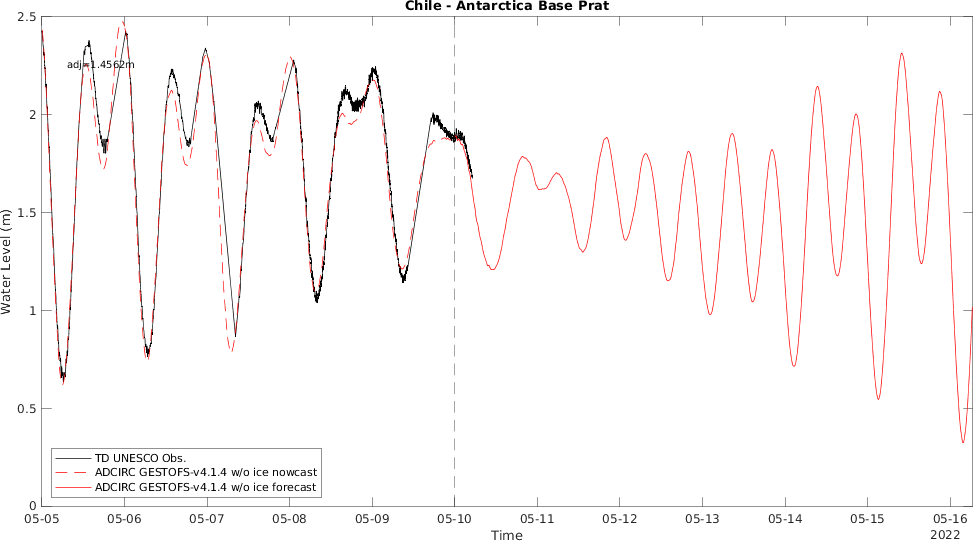 Chile - Antarctica Base Prat
2.5
adj=1.4562m
2
1.5
Water Level (m)
1
0.5
TD UNESCO Obs.
ADCIRC GESTOFS-v4.1.4 w/o ice nowcast
ADCIRC GESTOFS-v4.1.4 w/o ice forecast
0
05-05 05-06 05-07 05-08 05-09 05-10 05-11 05-12 05-13 05-14 05-15 05-16
Time 2022